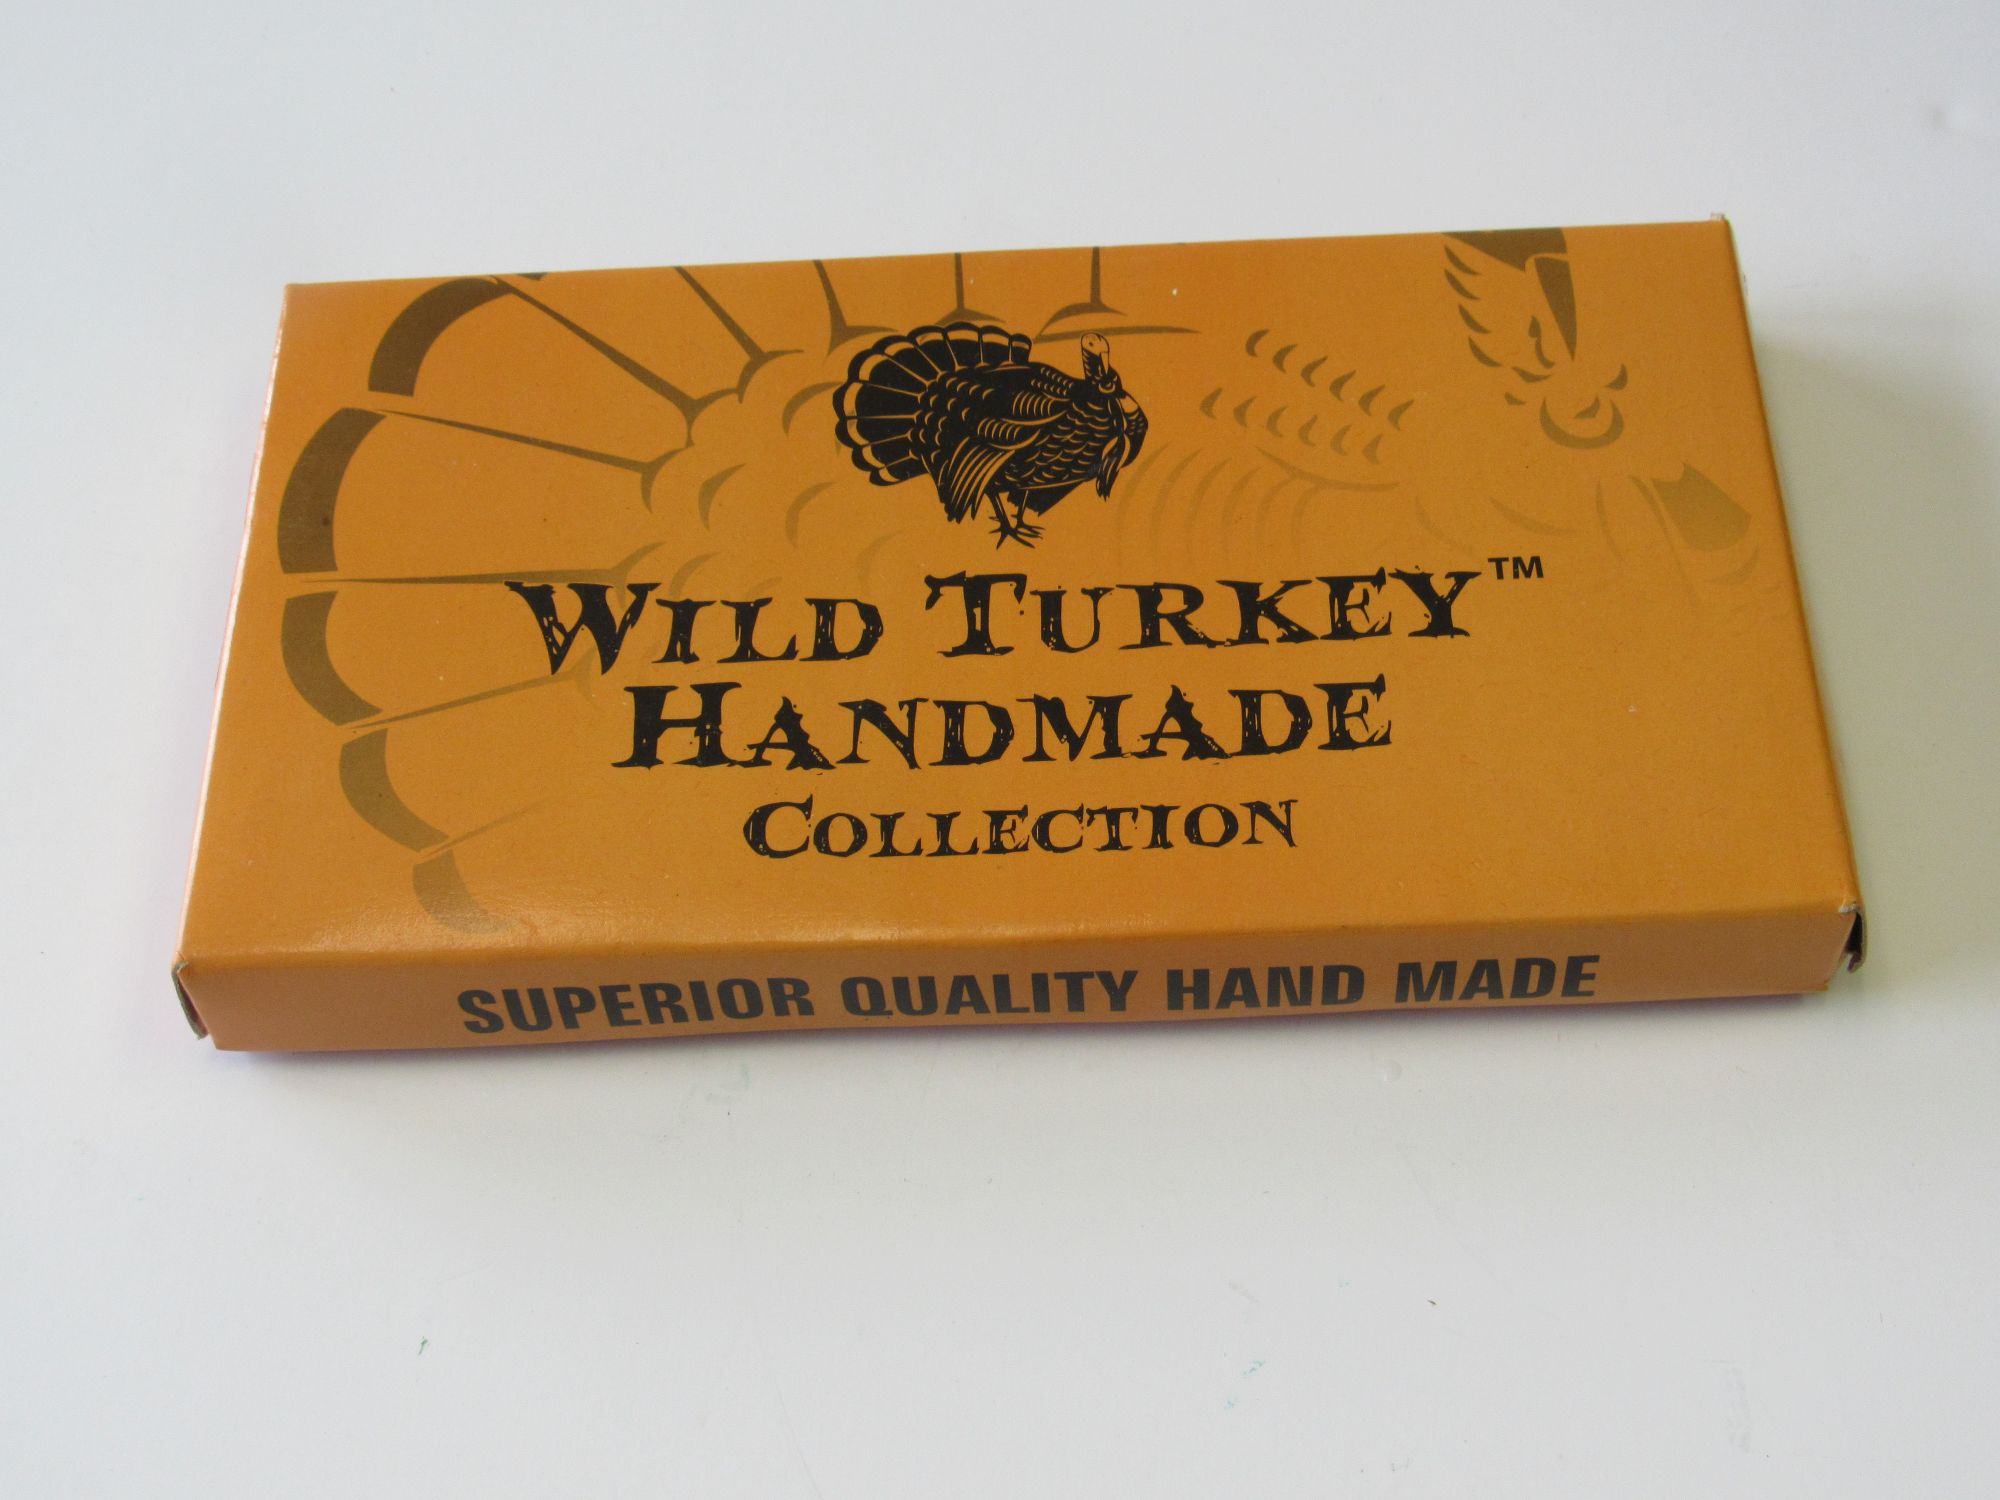 WILD TURKEY™
HANDMADE
COLLECTION
SUPERIOR QUALITY HAND MADE